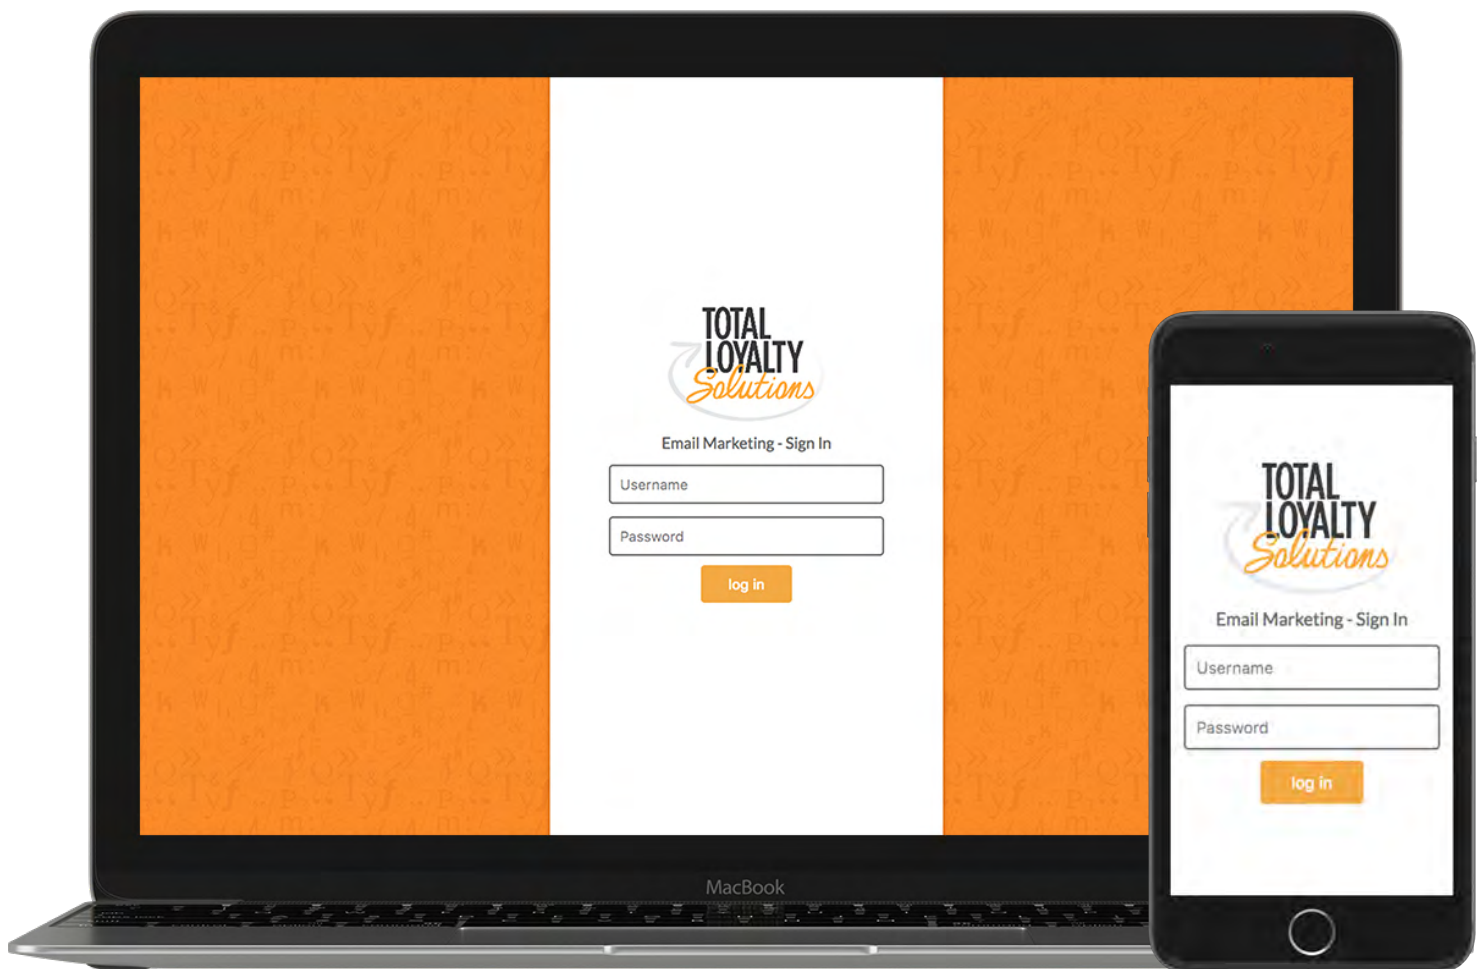 TOTAL
LOYALTY
Solutions
Email Marketing - Sign In
Username
Password
log in
MacBook
TOTAL
LOYALTY
Solutions
Email Marketing - Sign In
Username
Password
log in